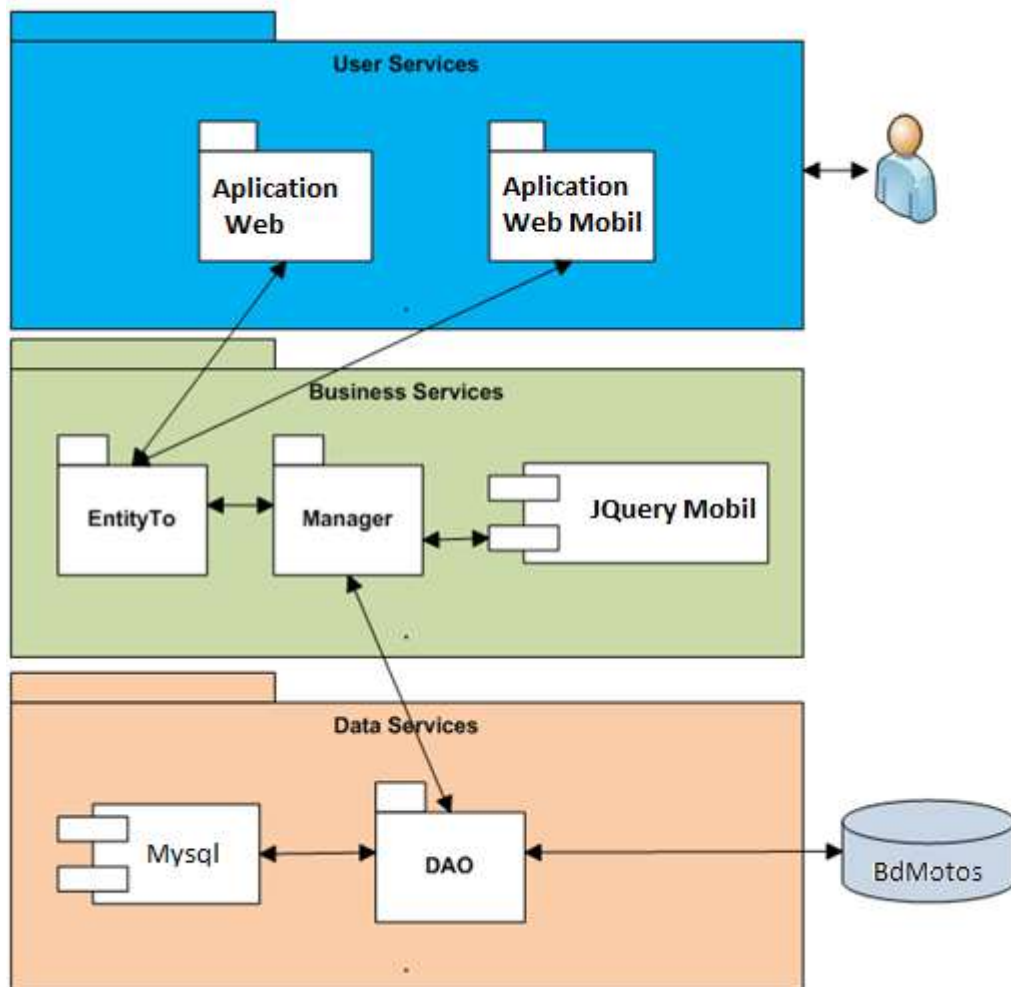 User Services
Aplication
Web
Aplication
Web Mobil
Business Services
EntityTo
Manager
JQuery Mobil
Data Services
Mysql
DAO
BdMotos